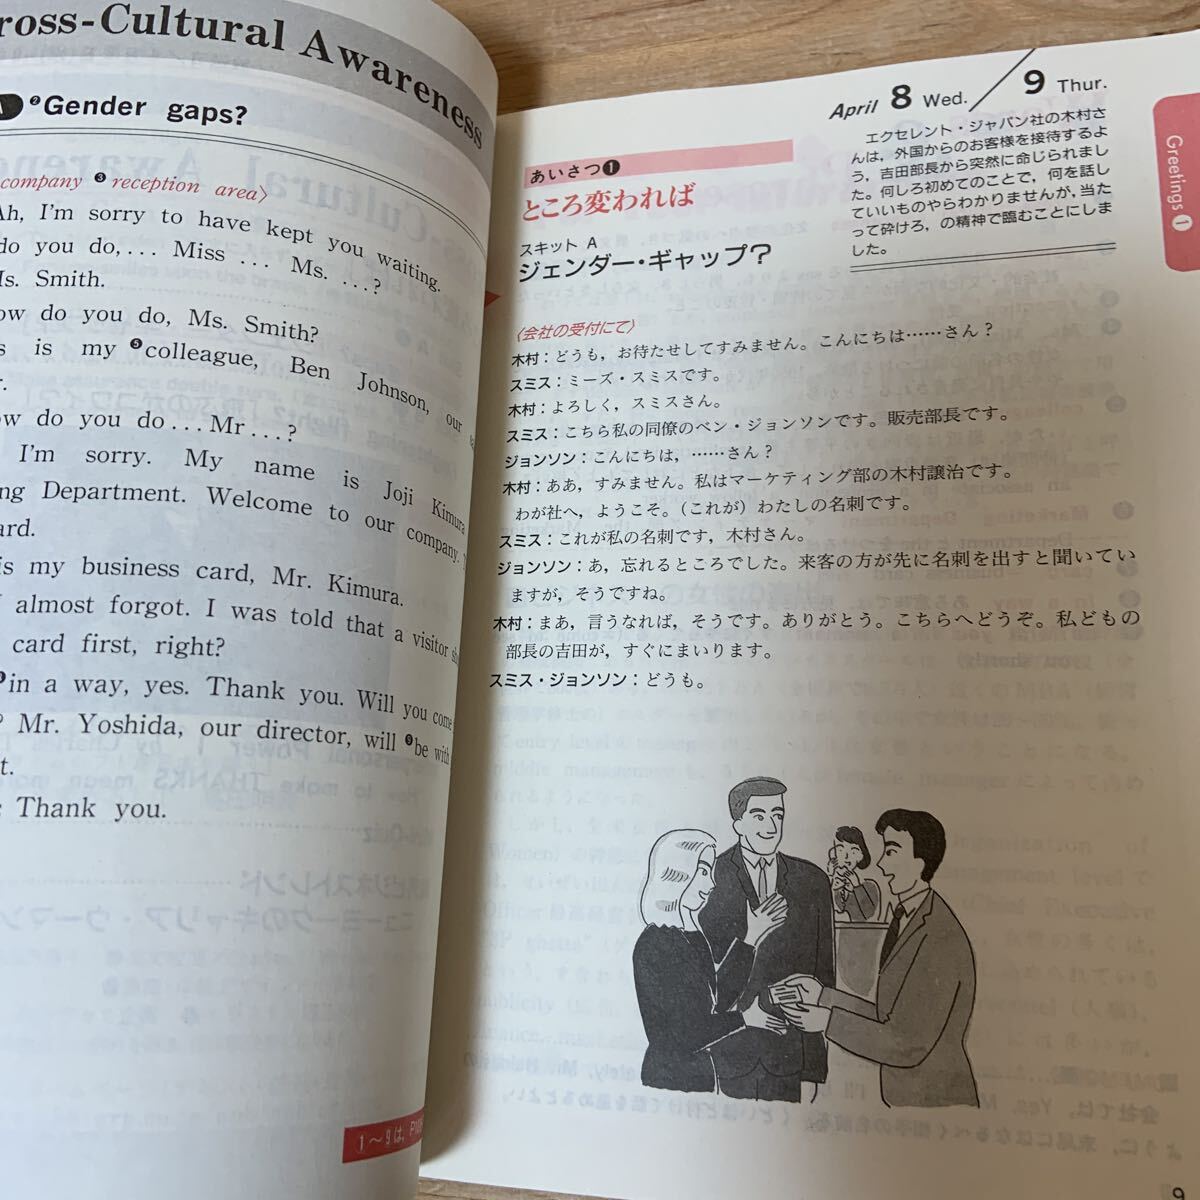 ross-Cultural Awareness
❷Gender gaps?
company ❸reception area〉
Ah, I'm sorry to have kept you waiting.
do you do,... Miss ... Ms. ...?
Ms. Smith.
ow do you do, Ms. Smith?
s is my ❺colleague, Ben Johnson, our
r.
ow do you do...Mr...?
I'm sorry. My name is Joji Kimura
ng Department. Welcome to our company.
ard.
is my business card, Mr. Kimura.
I almost forgot. I was told that a visitor
card first, right?
in a way, yes. Thank you. Will you come
? Mr. Yoshida, our director, will ❾be with
t.
: Thank you.
1〜9は,
April 8 Wed. / 9 Thur.
Greetings ❶
エクセレント・ジャパン社の木村さ
んは,外国からのお客様を接待するよ
う,吉田部長から突然に命じられまし
た。何しろ初めてのことで,何を話し
ていいものやらわかりませんが,当た
って砕けろ,の精神で臨むことにしま
した。
あいさつ❶
ところ変われば
スキット A
ジェンダー・ギャップ?
〈会社の受付にて〉
木村:どうも,お待たせしてすみません。こんにちは……さん?
スミス:ミーズ・スミスです。
木村:よろしく,スミスさん。
スミス:こちら私の同僚のベン・ジョンソンです。販売部長です。
ジョンソン:こんにちは,……さん?
木村:ああ,すみません。私はマーケティング部の木村譲治です。
わが社へ,ようこそ。(これが)わたしの名刺です。
スミス:これが私の名刺です,木村さん。
ジョンソン:あ,忘れるところでした。来客の方が先に名刺を出すと聞いてい
ますが,そうですね。
木村:まあ,言うなれば,そうです。ありがとう。こちらへどうぞ。私どもの
部長の吉田が,すぐにまいります。
スミス・ジョンソン:どうも。
9